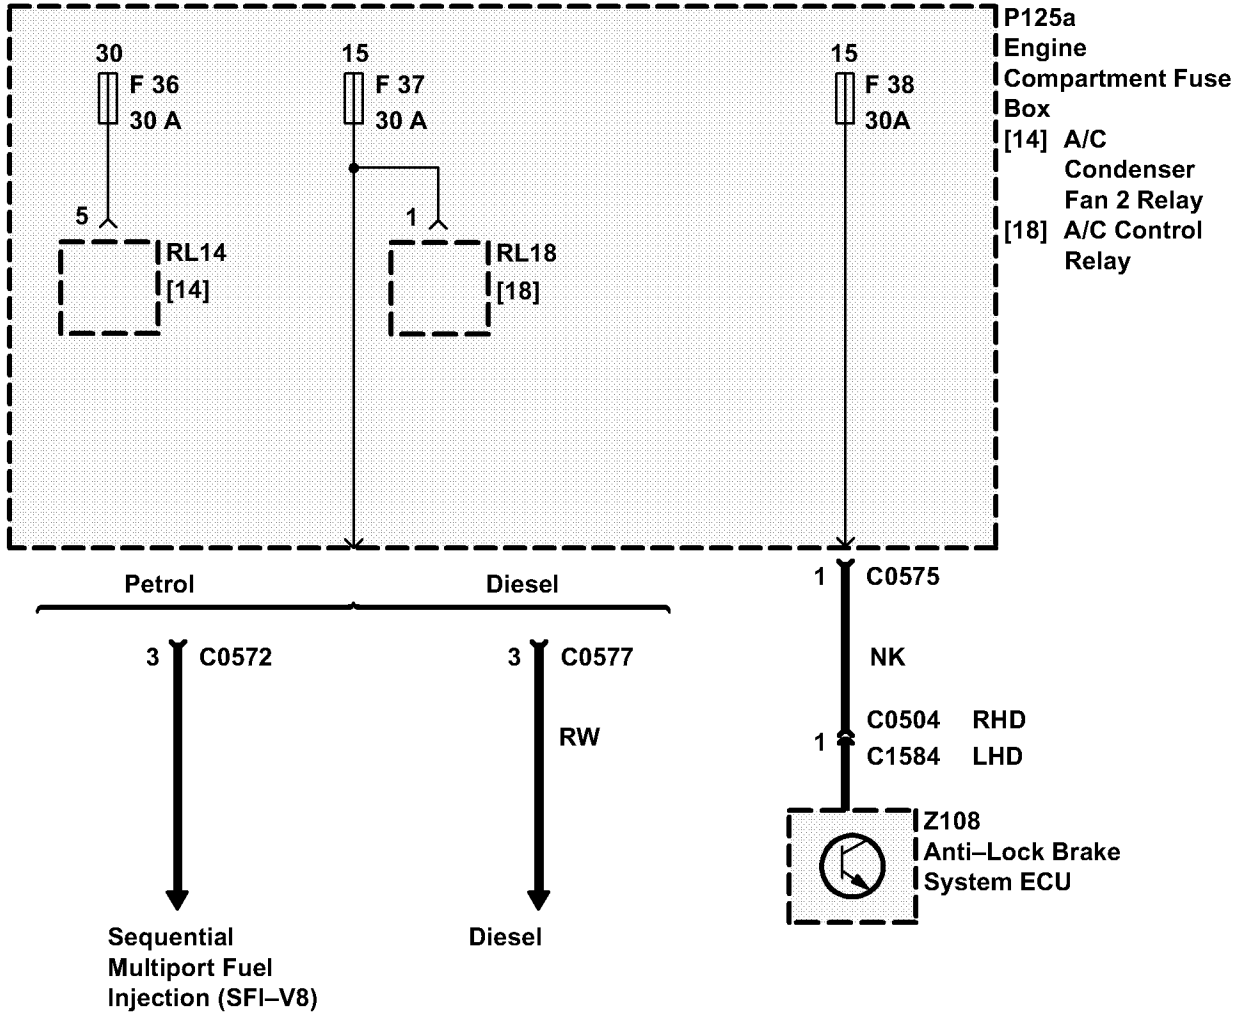 P125a
Engine
Compartment Fuse
Box
[14] A/C
Condenser
Fan 2 Relay
[18] A/C Control
Relay
30
F 36
30 A
15
F 37
30 A
15
F 38
30A
5
RL14
[14]
1
RL18
[18]
Petrol
Diesel
1 C0575
3 C0572
3 C0577
NK
RW
C0504 RHD
1
C1584 LHD
Z108
Anti–Lock Brake
System ECU
Sequential
Multiport Fuel
Injection (SFI–V8)
Diesel